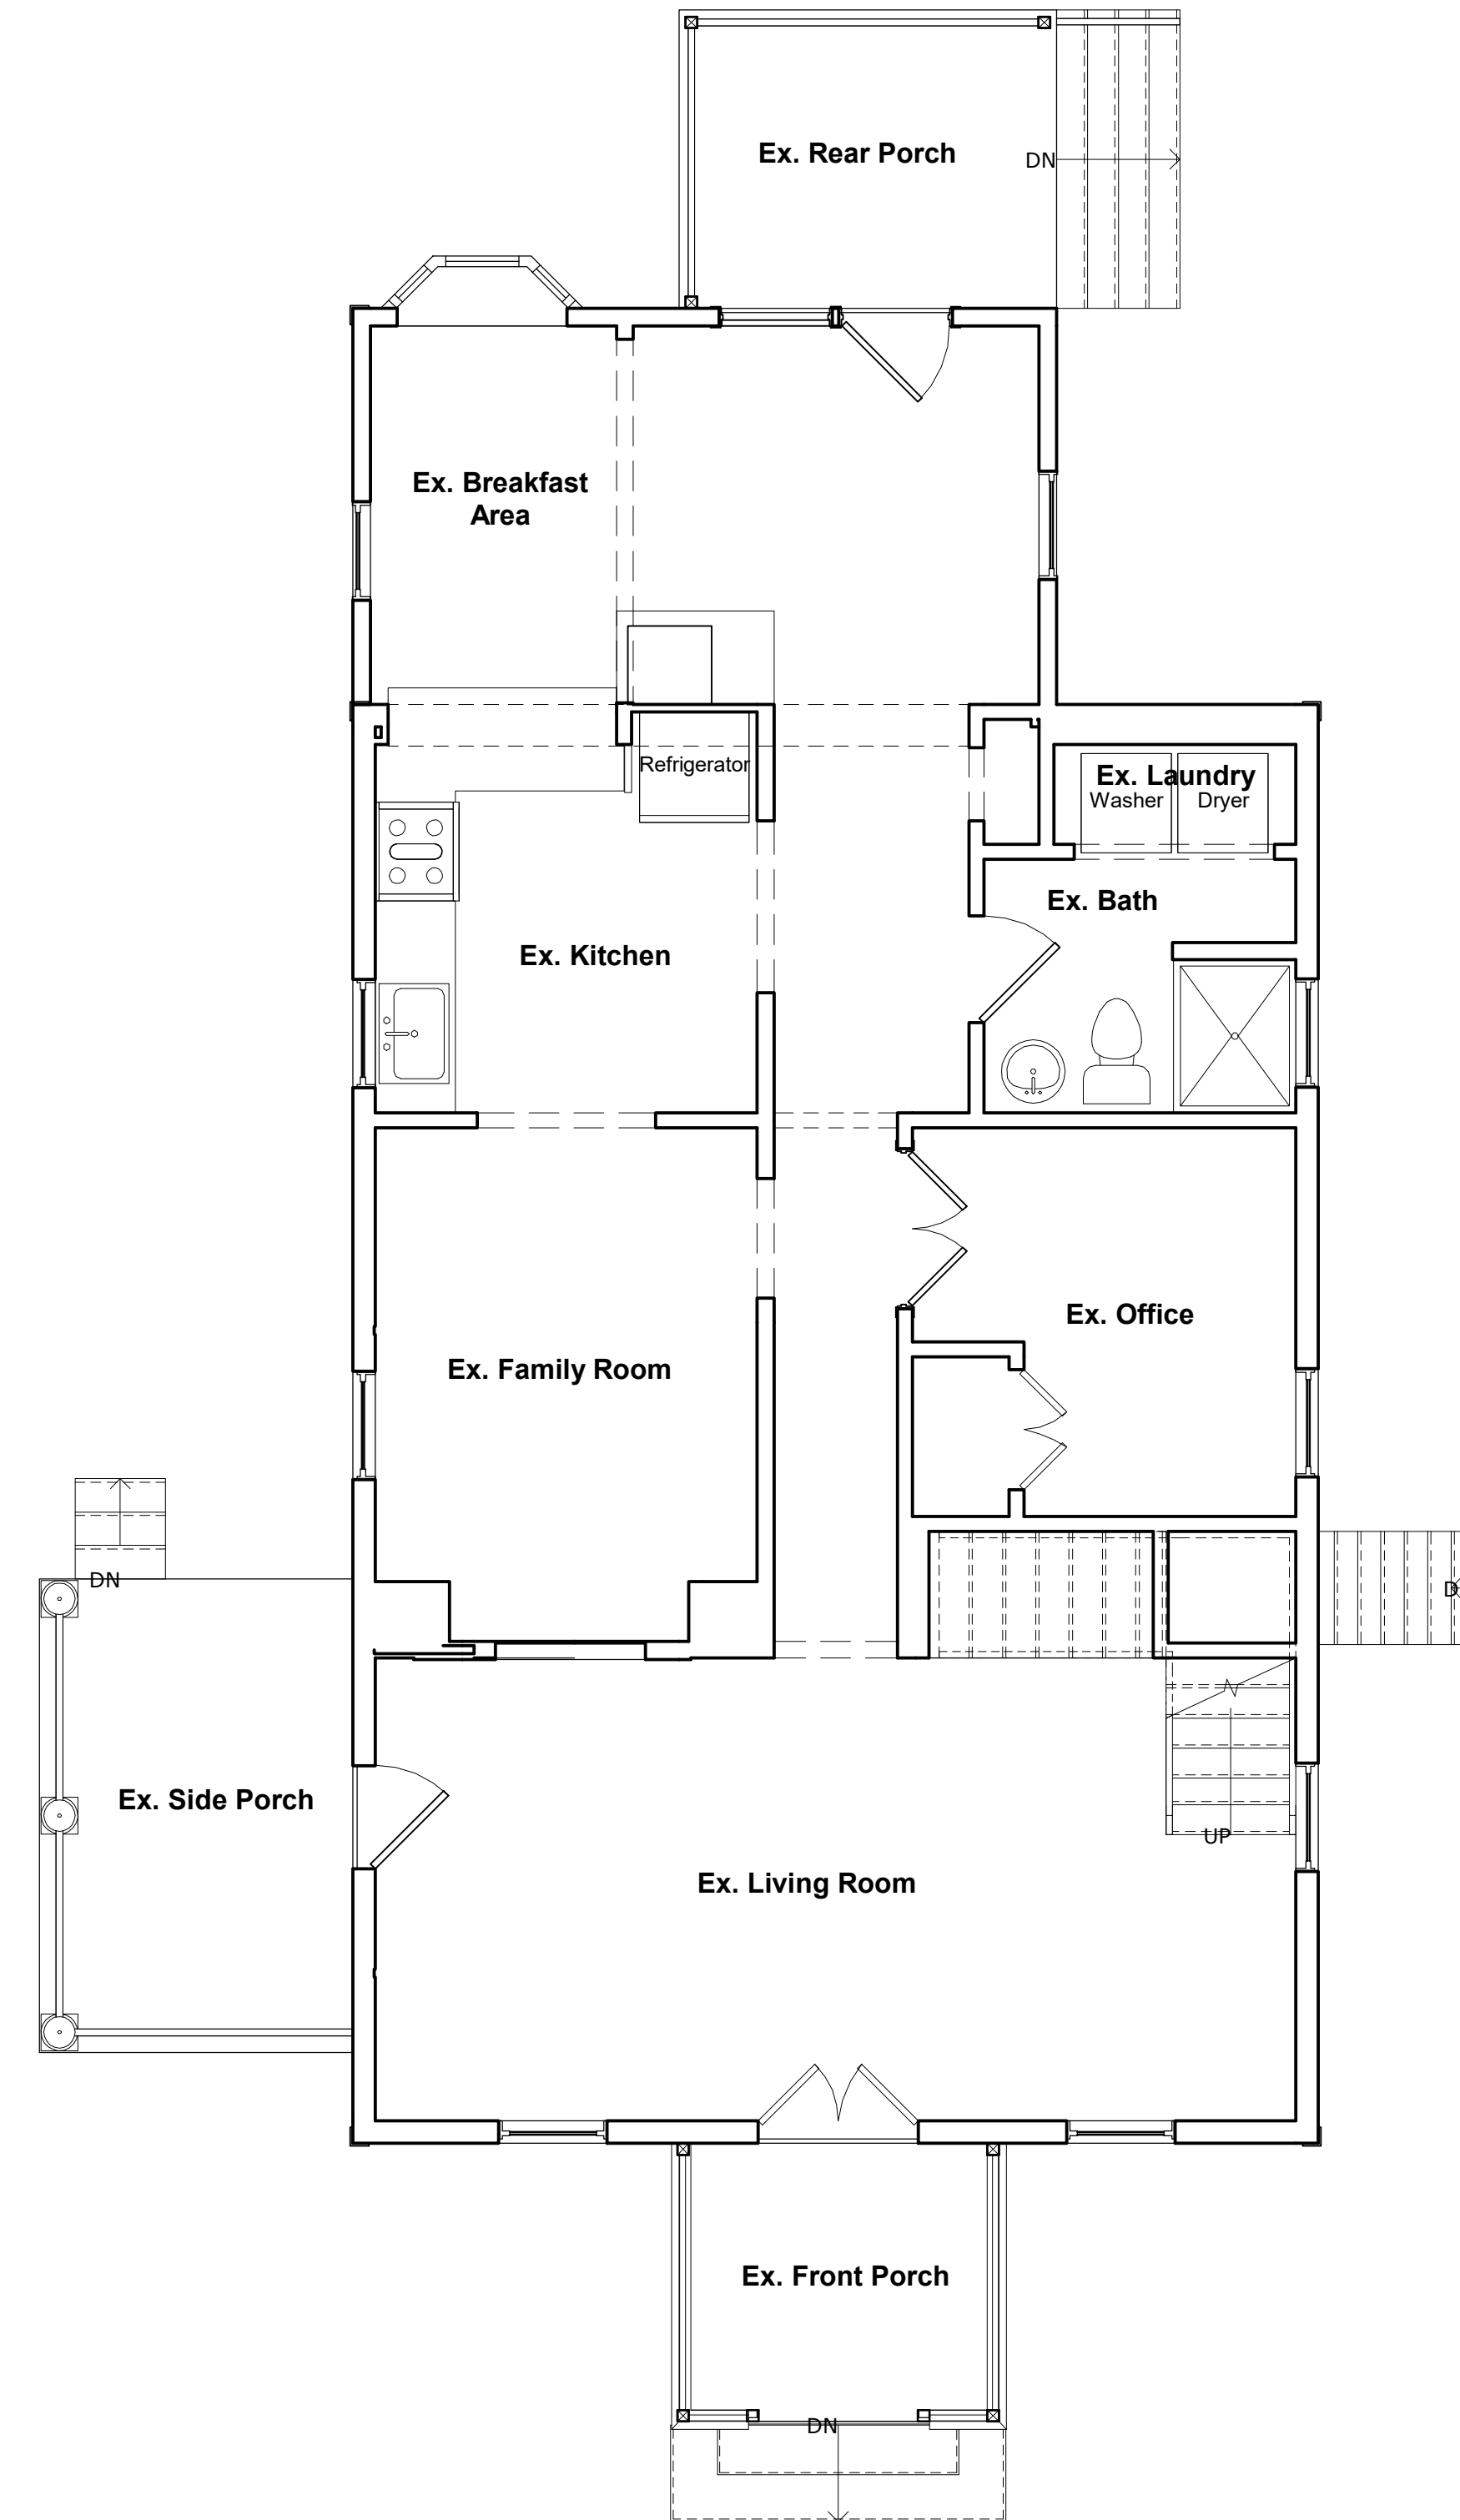 Ex. Rear Porch
DN
Ex. Breakfast
Area
Refrigerator
Ex. Laundry
Washer
Dryer
Ex. Bath
Ex. Kitchen
Ex. Office
Ex. Family Room
DN
D
Ex. Side Porch
UP
Ex. Living Room
Ex. Front Porch
DN